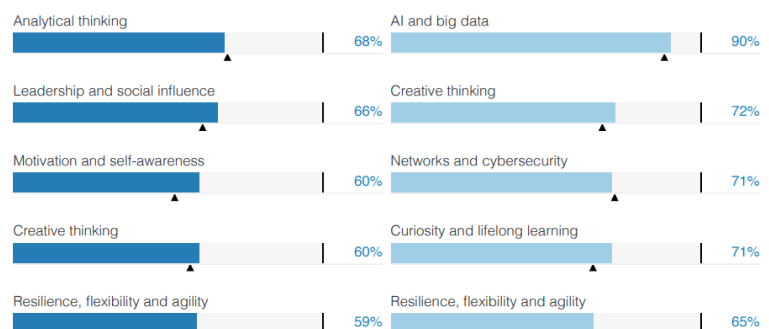 Analytical thinking
68%
Leadership and social influence
66%
Motivation and self-awareness
60%
Creative thinking
60%
Resilience, flexibility and agility
59%
AI and big data
90%
Creative thinking
72%
Networks and cybersecurity
71%
Curiosity and lifelong learning
71%
Resilience, flexibility and agility
65%